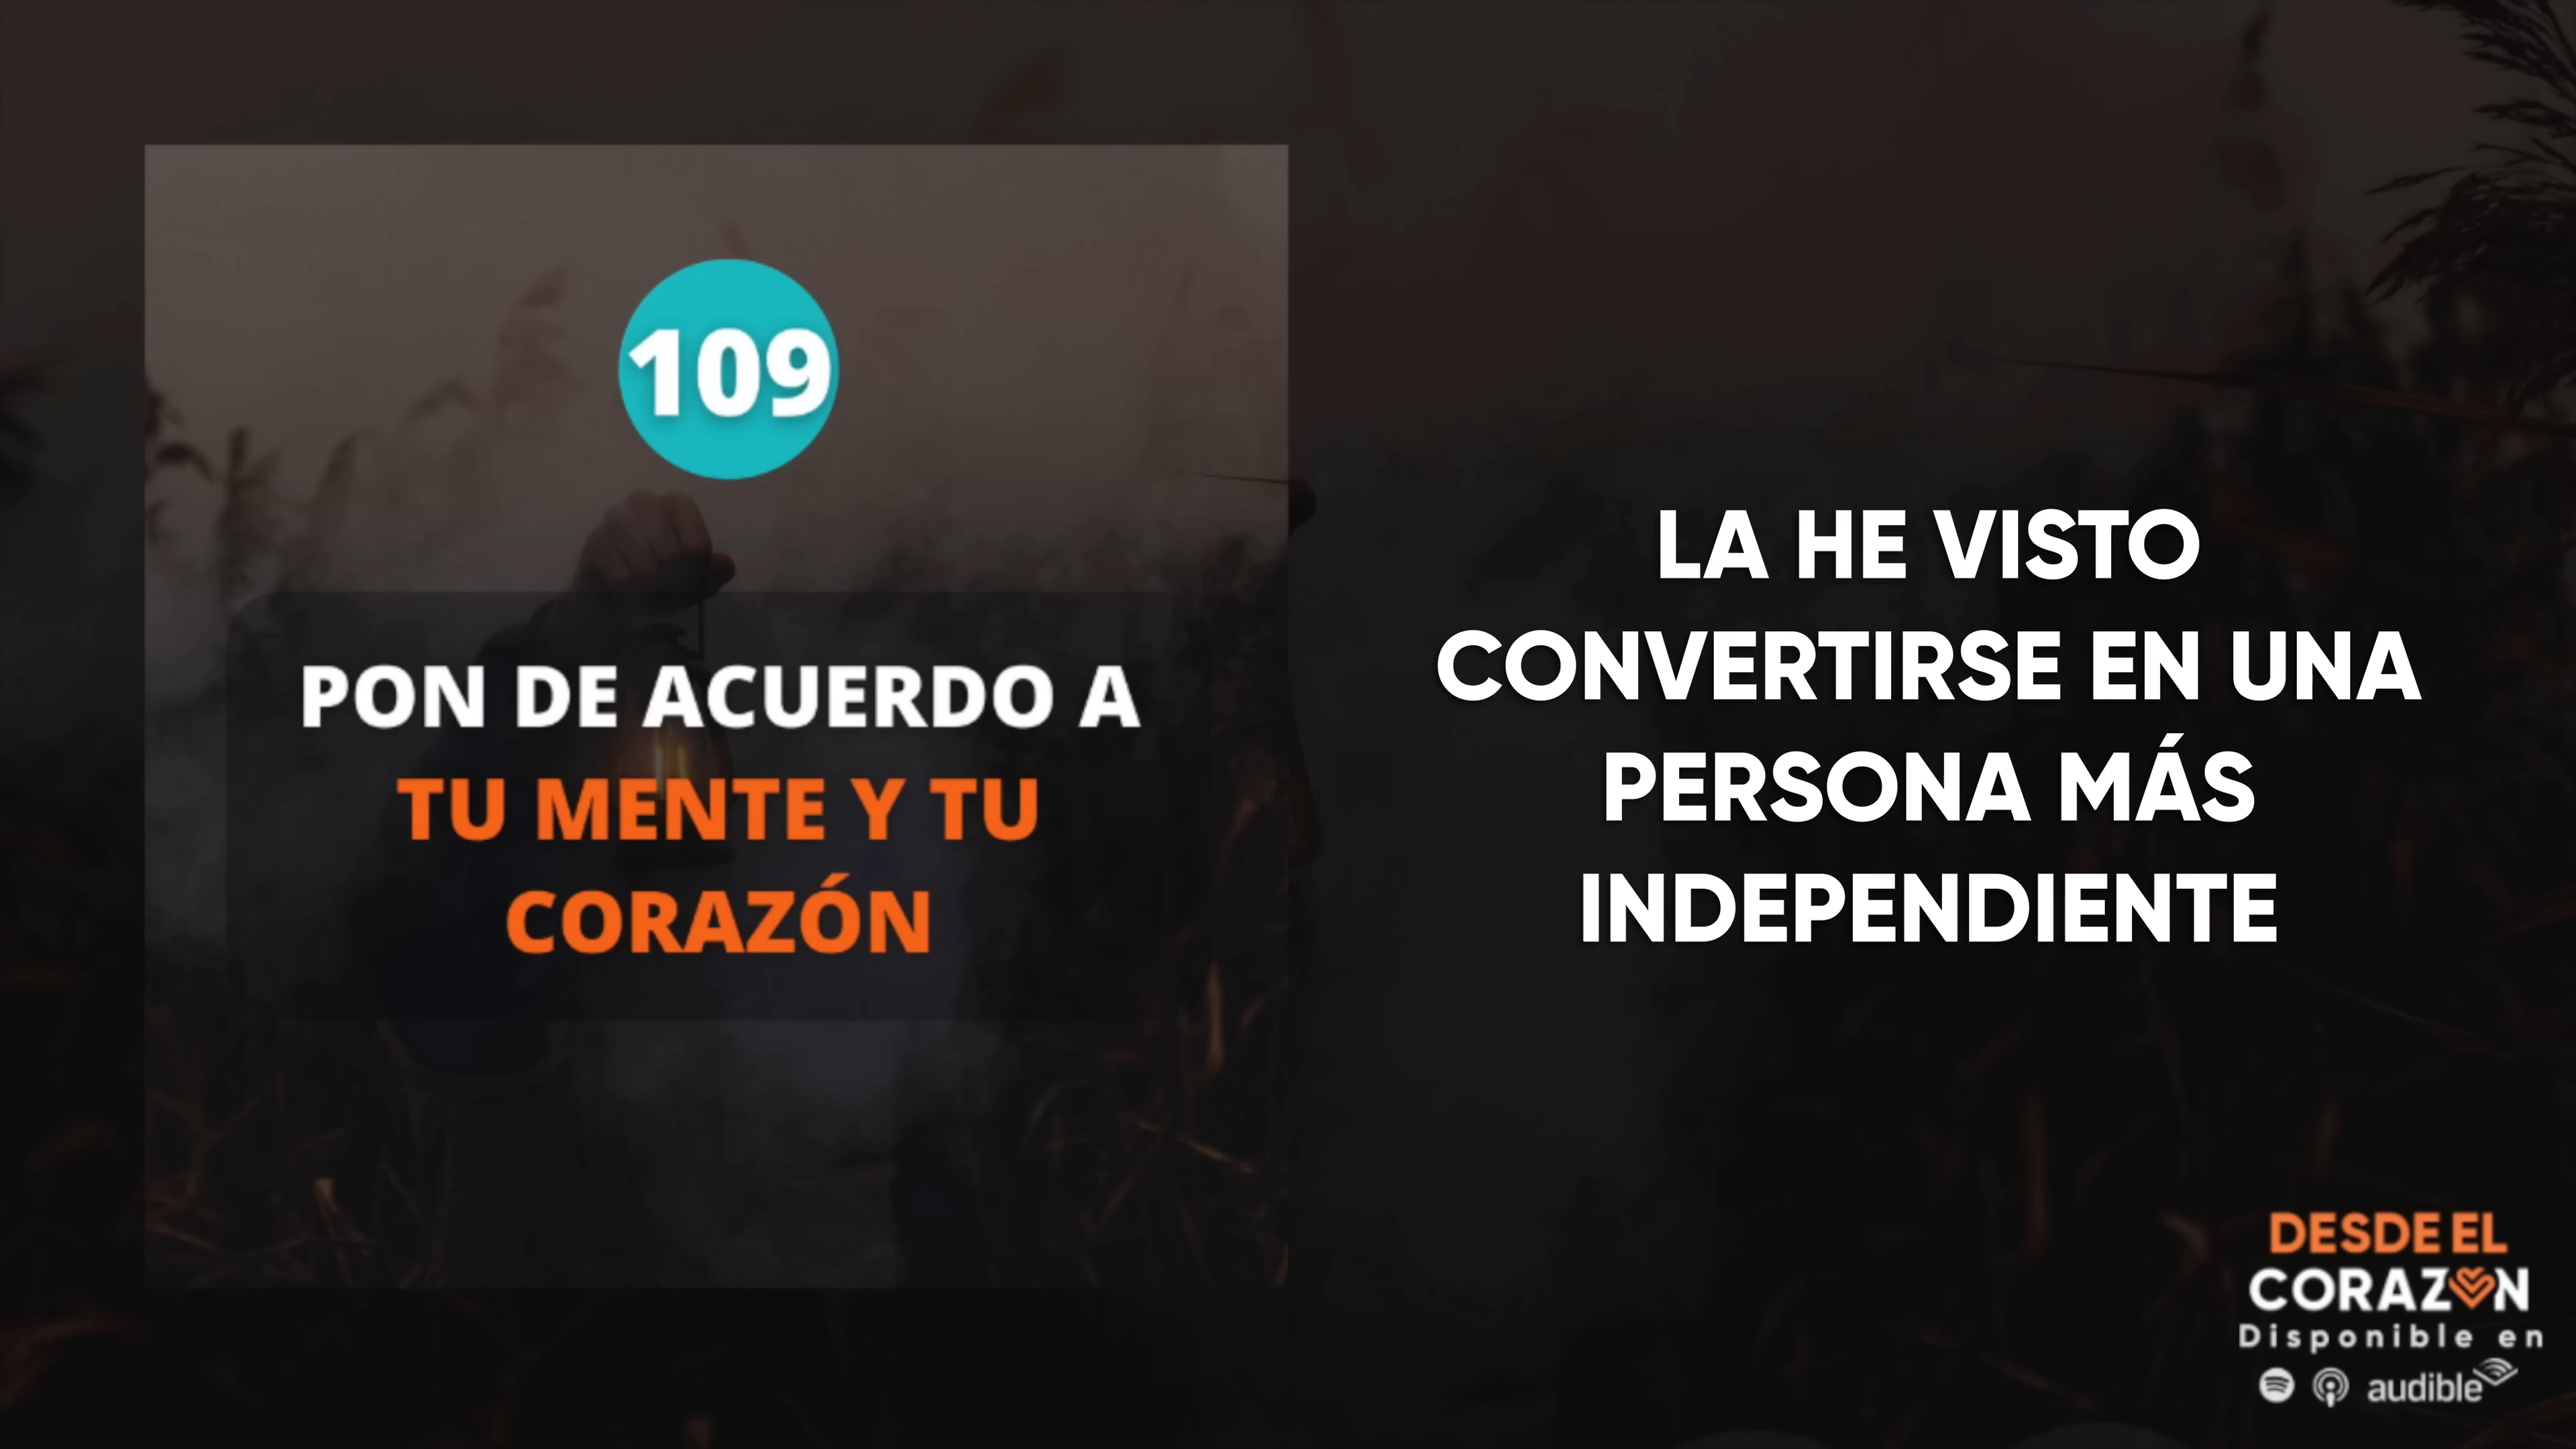 109
PON DE ACUERDO A
TU MENTE Y TU
CORAZÓN
LA HE VISTO
CONVERTIRSE EN UNA
PERSONA MÁS
INDEPENDIENTE
DESDE EL
CORAZÓN
Disponible en
audible